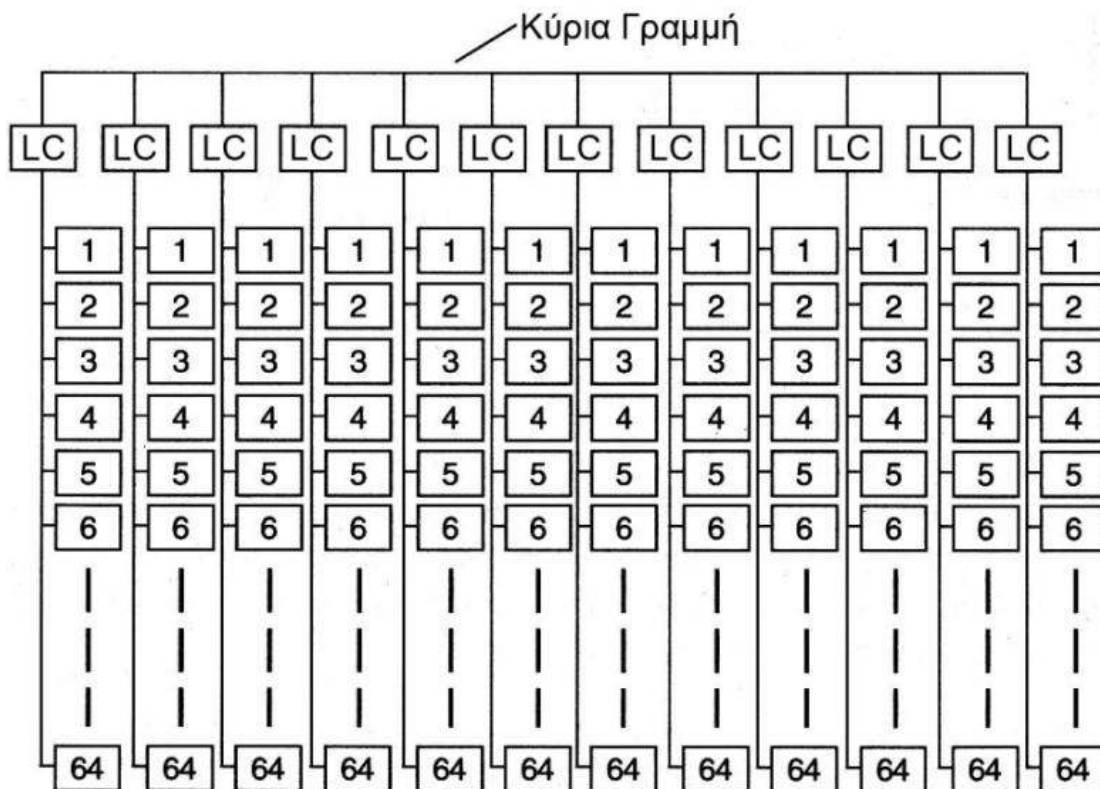 Κύρια Γραμμή
LC LC LC LC LC LC LC LC LC LC LC LC
1 1 1 1 1 1 1 1 1 1 1 1
2 2 2 2 2 2 2 2 2 2 2 2
3 3 3 3 3 3 3 3 3 3 3 3
4 4 4 4 4 4 4 4 4 4 4 4
5 5 5 5 5 5 5 5 5 5 5 5
6 6 6 6 6 6 6 6 6 6 6 6
64 64 64 64 64 64 64 64 64 64 64 64